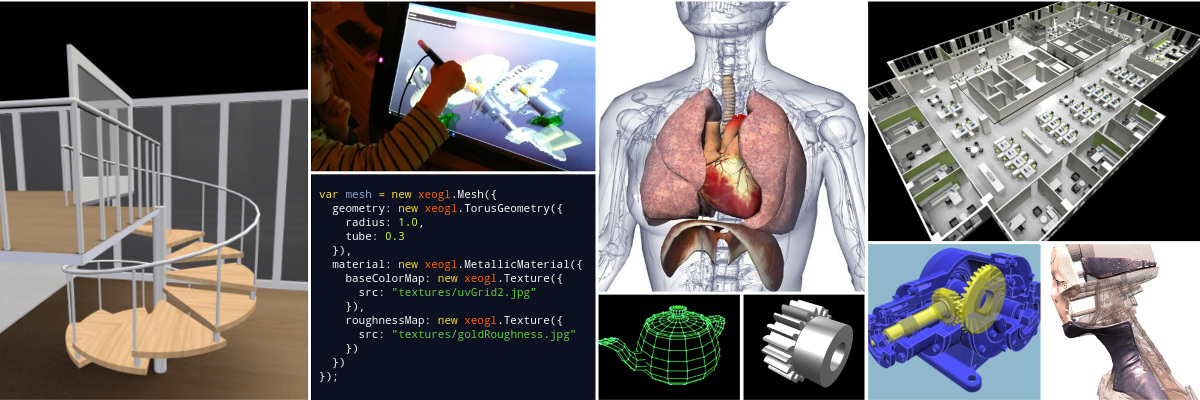 var mesh = new xeogl.Mesh({
geometry: new xeogl.TorusGeometry({
radius: 1.0,
tube: 0.3
}),
material: new xeogl.MetallicMaterial({
baseColorMap: new xeogl.Texture({
src: "textures/uvGrid2.jpg"
}),
roughnessMap: new xeogl.Texture({
src: "textures/goldRoughness.jpg"
})
})
});